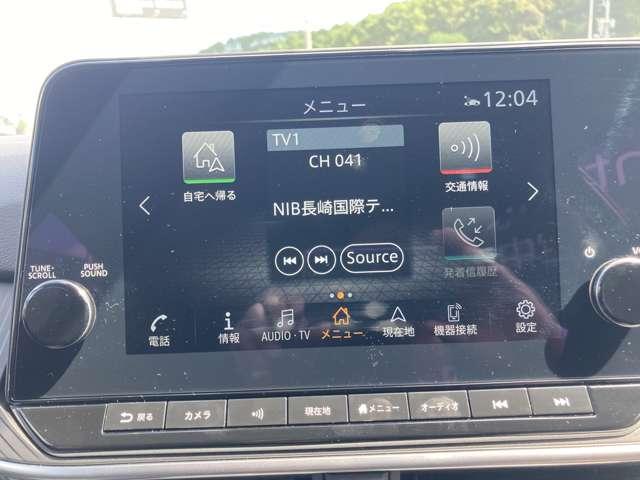 メニュー
12:04
TV1
CH 041
自宅へ帰る
交通情報
NIB長崎国際テ...
Source
発着信履歴
TUNE・SCROLL
PUSH SOUND
電話
情報
AUDIO・TV
メニュー
現在地
機器接続
設定
戻る
カメラ
現在地
メニュー
オーディオ